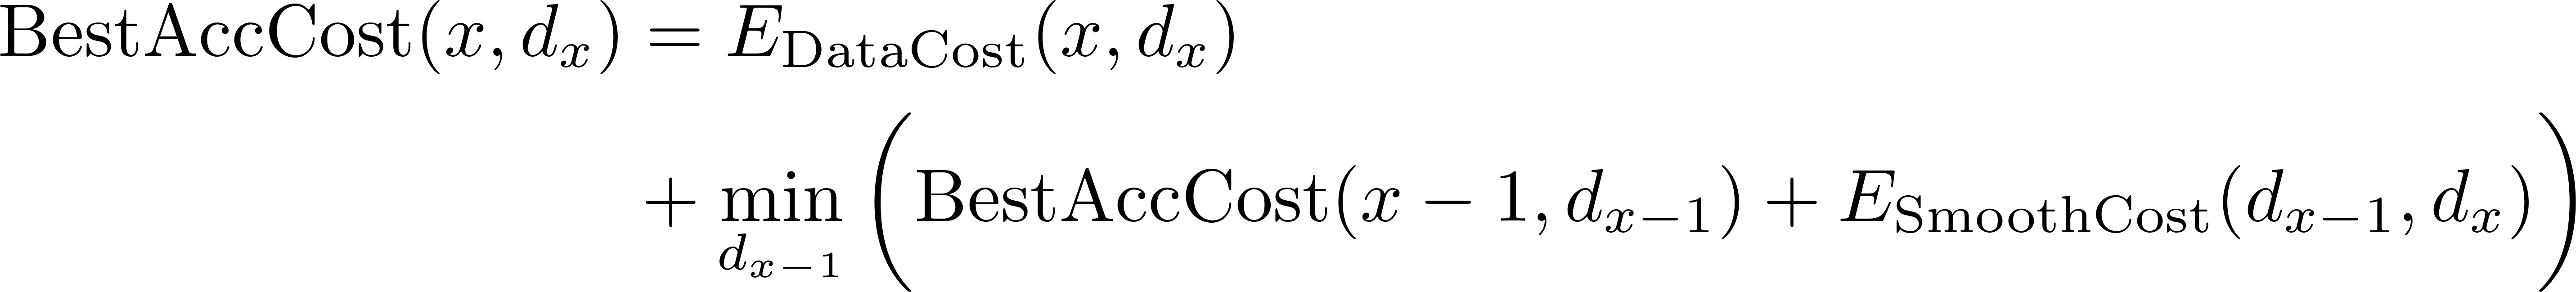 BestAccCost(x, d_x) = E_DataCost(x, d_x)
+ min_{d_{x−1}} ( BestAccCost(x − 1, d_{x−1}) + E_SmoothCost(d_{x−1}, d_x) )